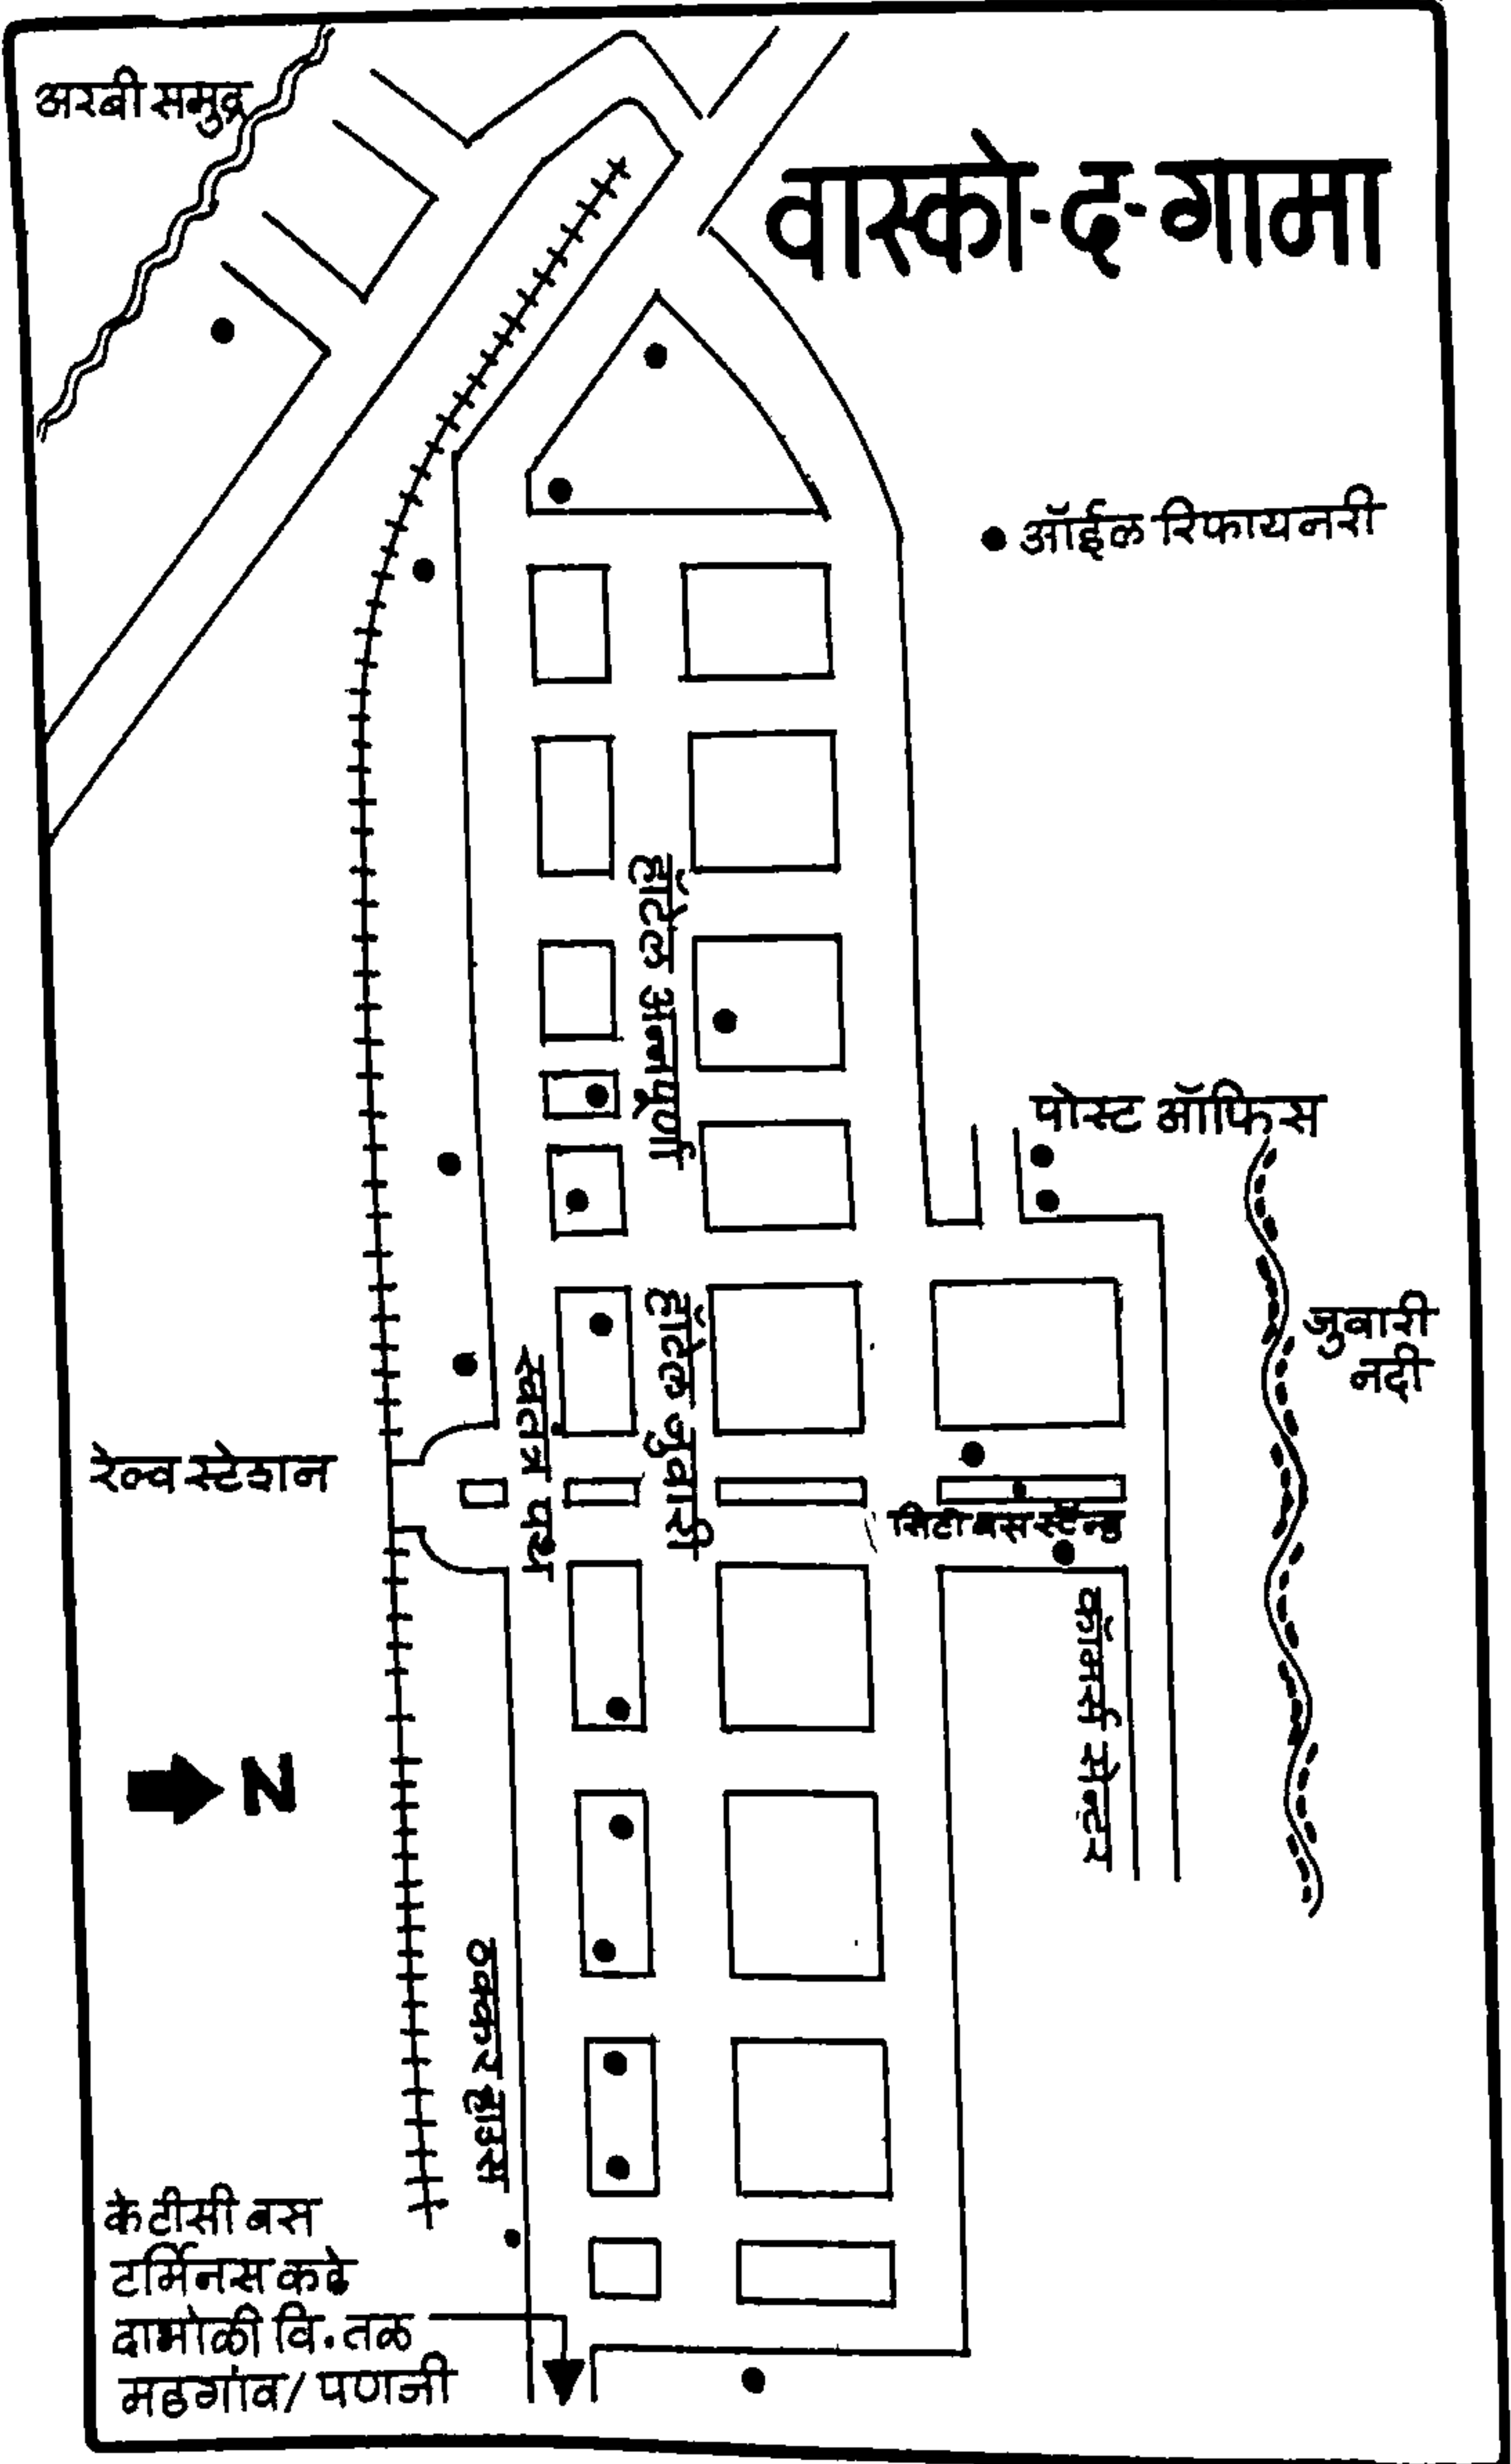 अरबी समुद्र
वास्को-द-गामा
ऑईल रिफायनरी
हॉटेल अन्नपूर्णा
पोस्ट ऑफिस
जुवारी
नदी
हॉटेल जुवारी
स्वतंत्र पथ
रेल्व स्टेशन
सिटी बस स्टॅन्ड
कॉमर्स सेन्टर
N
ठक्कर हाउस
के टीसी बस
टर्मिनस कडे
दाभोळी वि. तळ
मडगांव/पणजी